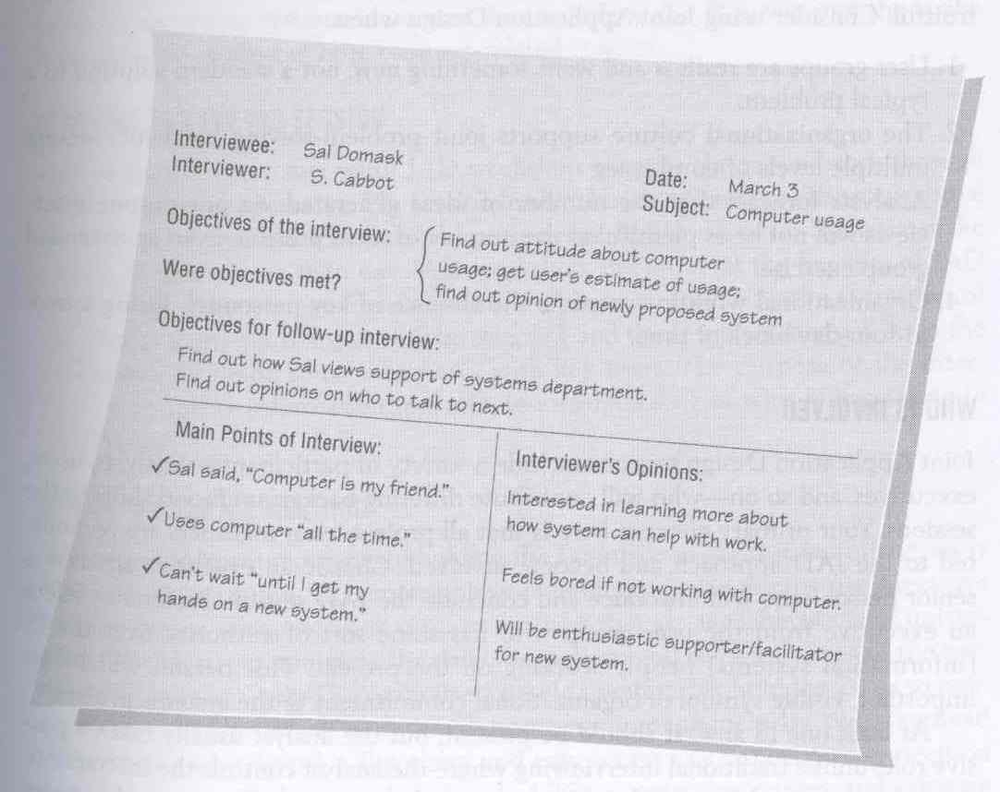 Interviewee: Sal Domask
Interviewer: S. Cabbot
Date: March 3
Subject: Computer usage
Objectives of the interview:
Were objectives met?
Find out attitude about computer
usage; get user's estimate of usage;
find out opinion of newly proposed system
Objectives for follow-up interview:
Find out how Sal views support of systems department.
Find out opinions on who to talk to next.
Main Points of Interview:
✓Sal said, "Computer is my friend."
✓Uses computer "all the time."
✓Can't wait "until I get my
hands on a new system."
Interviewer's Opinions:
Interested in learning more about
how system can help with work.
Feels bored if not working with computer.
Will be enthusiastic supporter/facilitator
for new system.